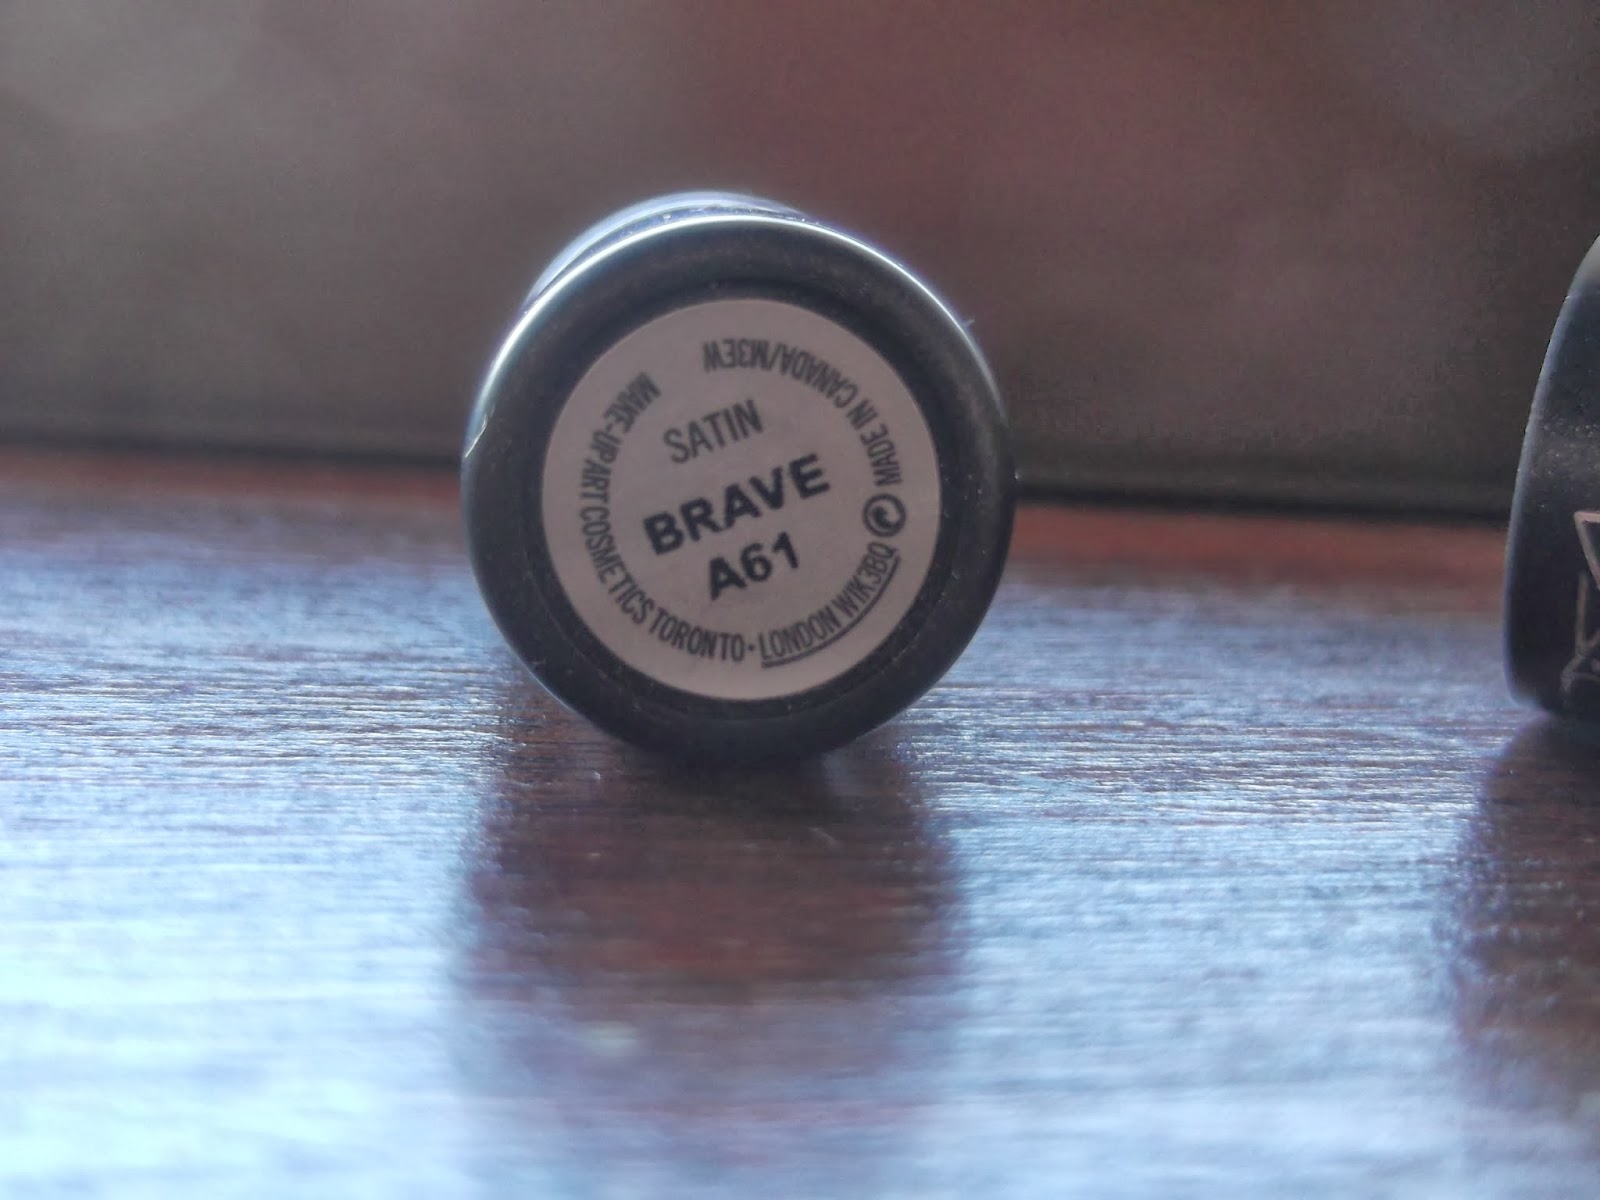 SATIN
BRAVE
A61
MAKE-UP ART COSMETICS TORONTO · LONDON W1K 3BQ
MADE IN CANADA/M3EW